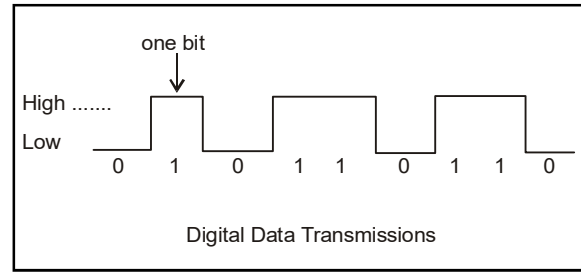 one bit
High .......
Low
0 1 0 1 1 0 1 1 0
Digital Data Transmissions